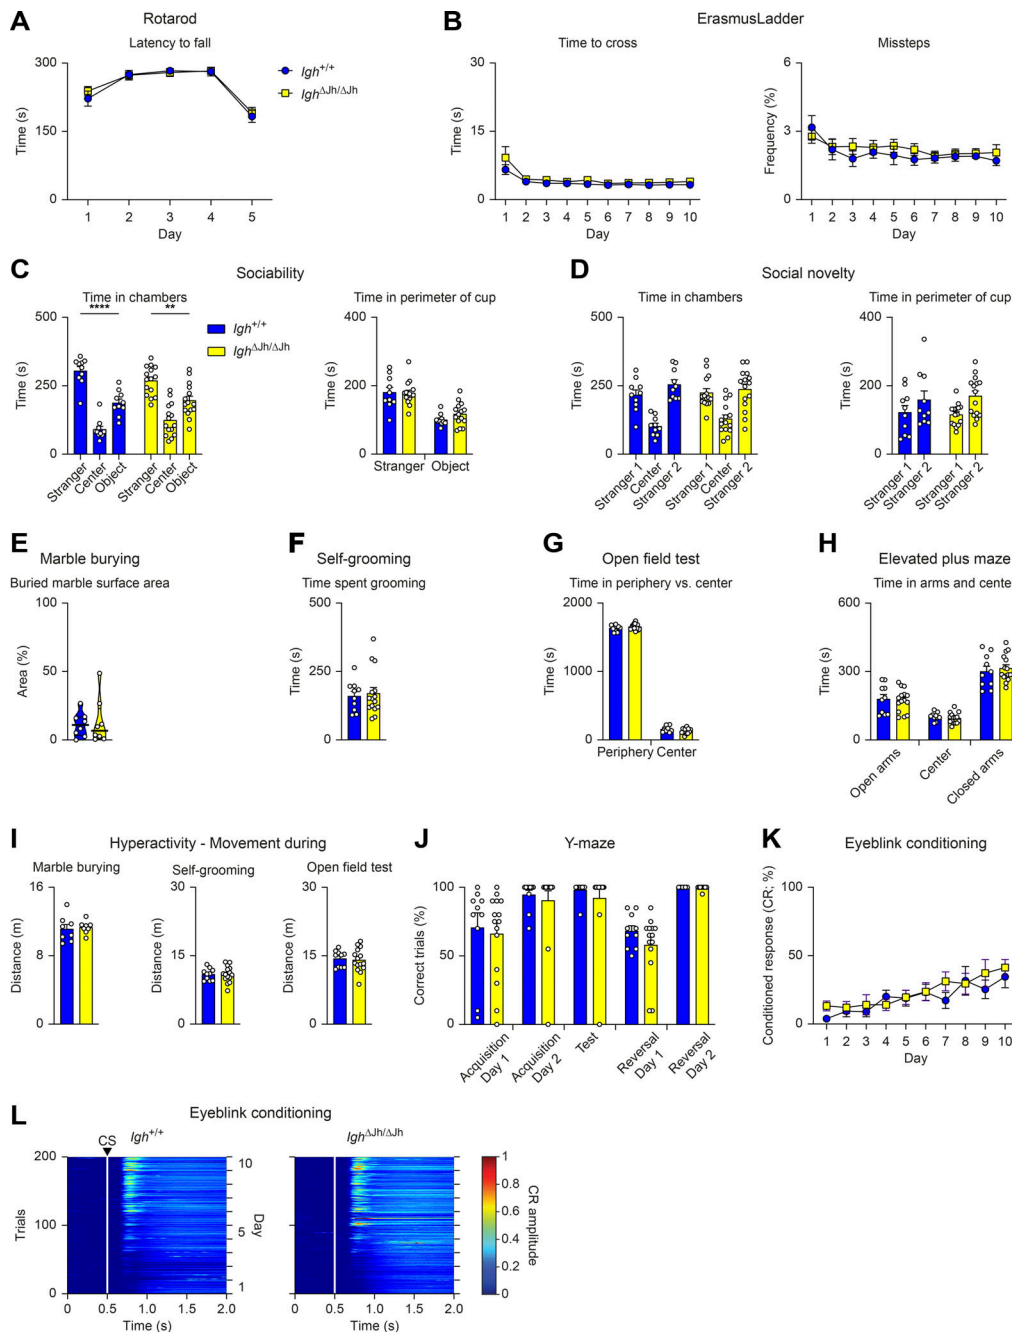 A Rotarod
Latency to fall
Time (s)
300
150
0
1 2 3 4 5
Day
Igh+/+
IghΔJh/ΔJh
B ErasmusLadder
Time to cross
Time (s)
15
5
0
1 2 3 4 5 6 7 8 9 10
Day
Missteps
Frequency (%)
6
3
0
1 2 3 4 5 6 7 8 9 10
Day
C Sociability
Time in chambers
**** **
Time (s)
500
250
0
Stranger Center Object Stranger Center Object
Igh+/+
IghΔJh/ΔJh
Time in perimeter of cup
Time (s)
400
200
0
Stranger Object
D Social novelty
Time in chambers
Time (s)
500
250
0
Stranger 1 Center Stranger 2 Stranger 1 Center Stranger 2
Time in perimeter of cup
Time (s)
400
200
0
Stranger 1 Stranger 2 Stranger 1 Stranger 2
E Marble burying
Buried marble surface area
Area (%)
100
50
0
F Self-grooming
Time spent grooming
Time (s)
500
250
0
G Open field test
Time in periphery vs. center
Time (s)
2000
1000
0
Periphery Center
H Elevated plus maze
Time in arms and cente
Time (s)
600
300
0
Open arms Center Closed arms
I Hyperactivity - Movement during
Marble burying
Distance (m)
16
8
0
Self-grooming
Distance (m)
30
15
0
Open field test
Distance (m)
30
15
0
J Y-maze
Correct trials (%)
100
50
0
Acquisition Day 1
Acquisition Day 2
Test
Reversal Day 1
Reversal Day 2
K Eyeblink conditioning
Conditioned response (CR; %)
100
50
0
1 2 3 4 5 6 7 8 9 10
Day
L Eyeblink conditioning
CS Igh+/+
Trials
200
100
0
10
5
1
Day
0 0.5 1.0 1.5 2.0
Time (s)
IghΔJh/ΔJh
0 0.5 1.0 1.5 2.0
Time (s)
1
0.8
0.6
0.4
0.2
0
CR amplitude